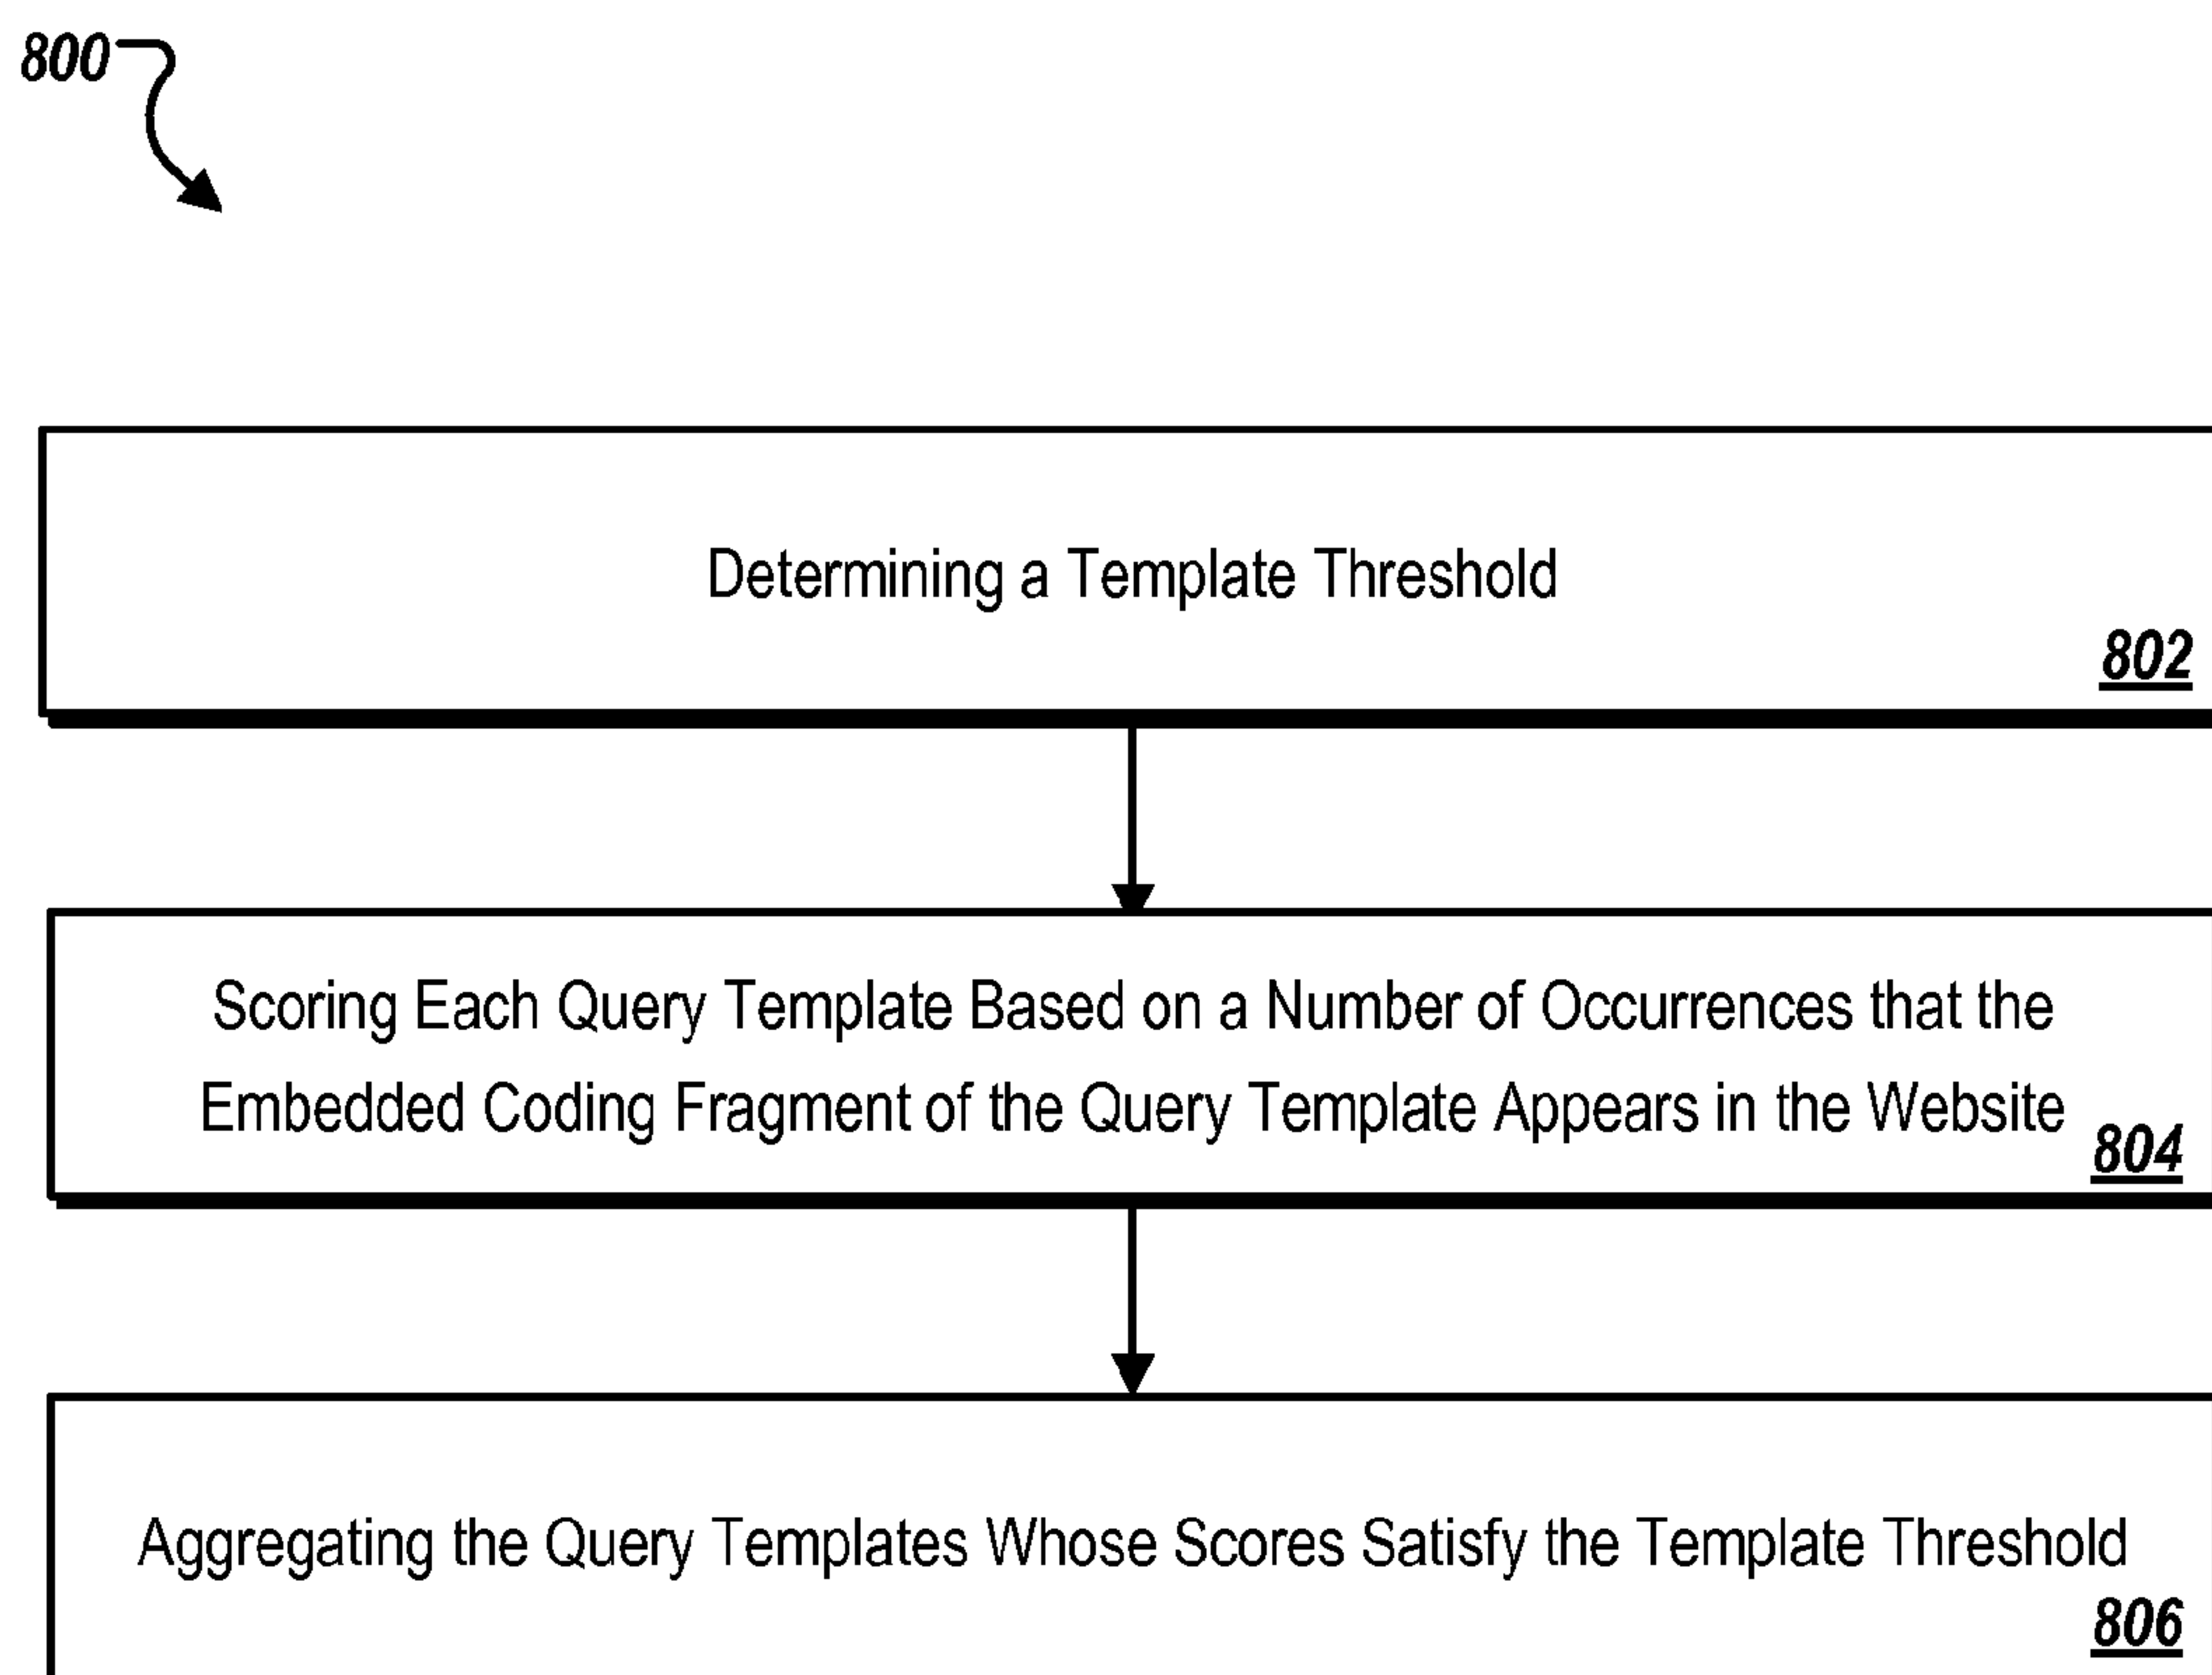 800
Determining a Template Threshold
802
Scoring Each Query Template Based on a Number of Occurrences that the
Embedded Coding Fragment of the Query Template Appears in the Website
804
Aggregating the Query Templates Whose Scores Satisfy the Template Threshold
806